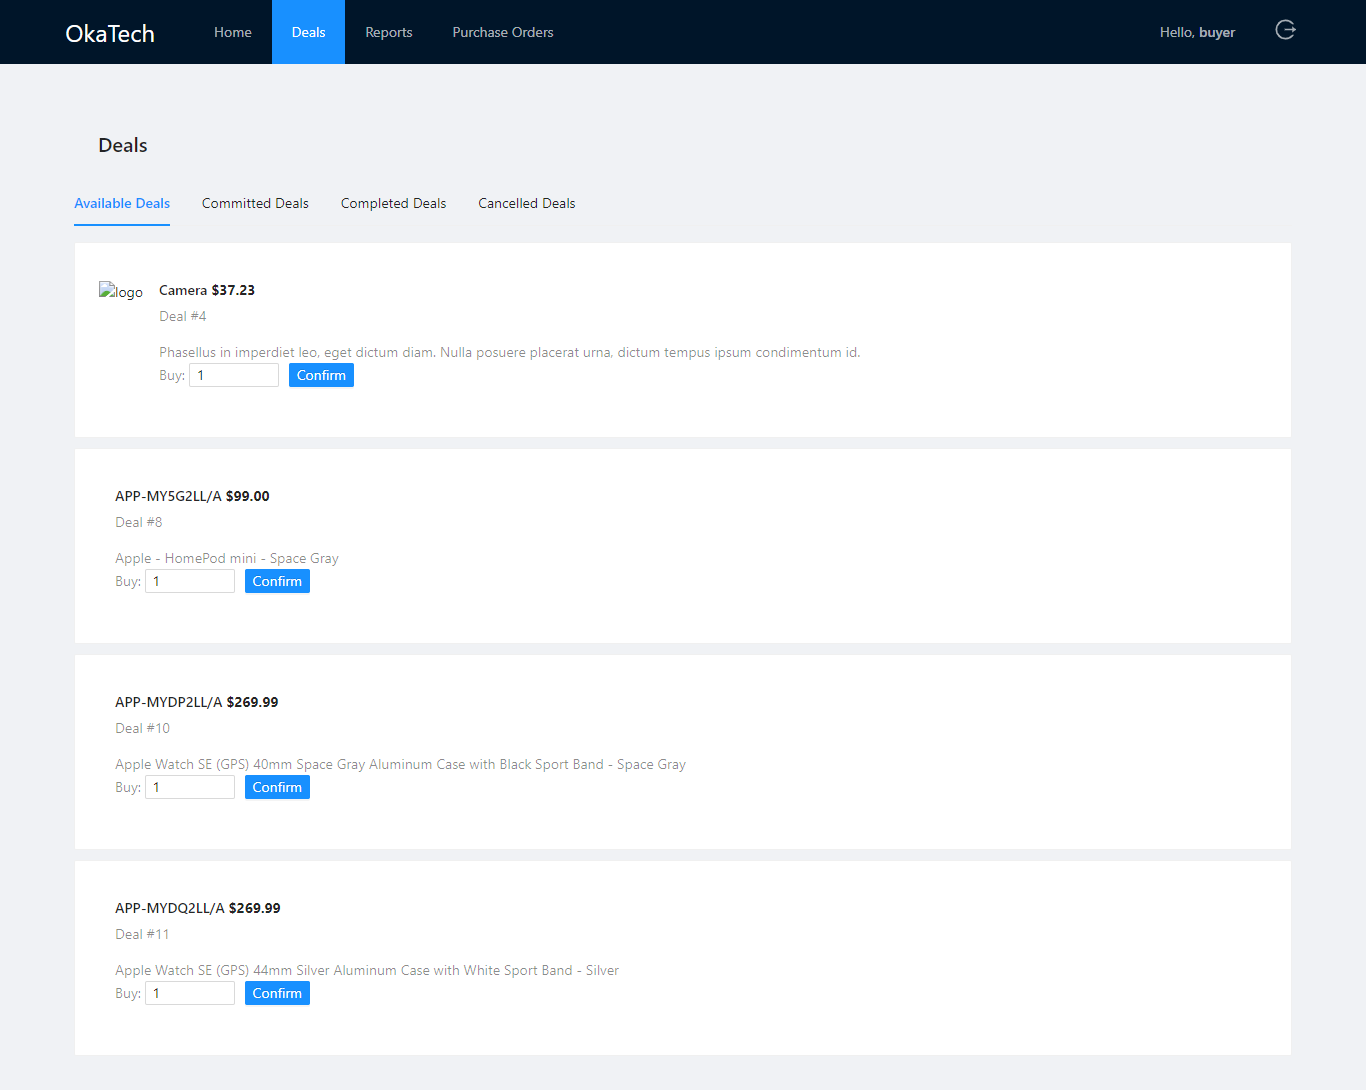 OkaTech Home Deals Reports Purchase Orders Hello, buyer
Deals
Available Deals Committed Deals Completed Deals Cancelled Deals
logo
Camera $37.23
Deal #4
Phasellus in imperdiet leo, eget dictum diam. Nulla posuere placerat urna, dictum tempus ipsum condimentum id.
Buy: 1 Confirm
APP-MY5G2LL/A $99.00
Deal #8
Apple - HomePod mini - Space Gray
Buy: 1 Confirm
APP-MYDP2LL/A $269.99
Deal #10
Apple Watch SE (GPS) 40mm Space Gray Aluminum Case with Black Sport Band - Space Gray
Buy: 1 Confirm
APP-MYDQ2LL/A $269.99
Deal #11
Apple Watch SE (GPS) 44mm Silver Aluminum Case with White Sport Band - Silver
Buy: 1 Confirm